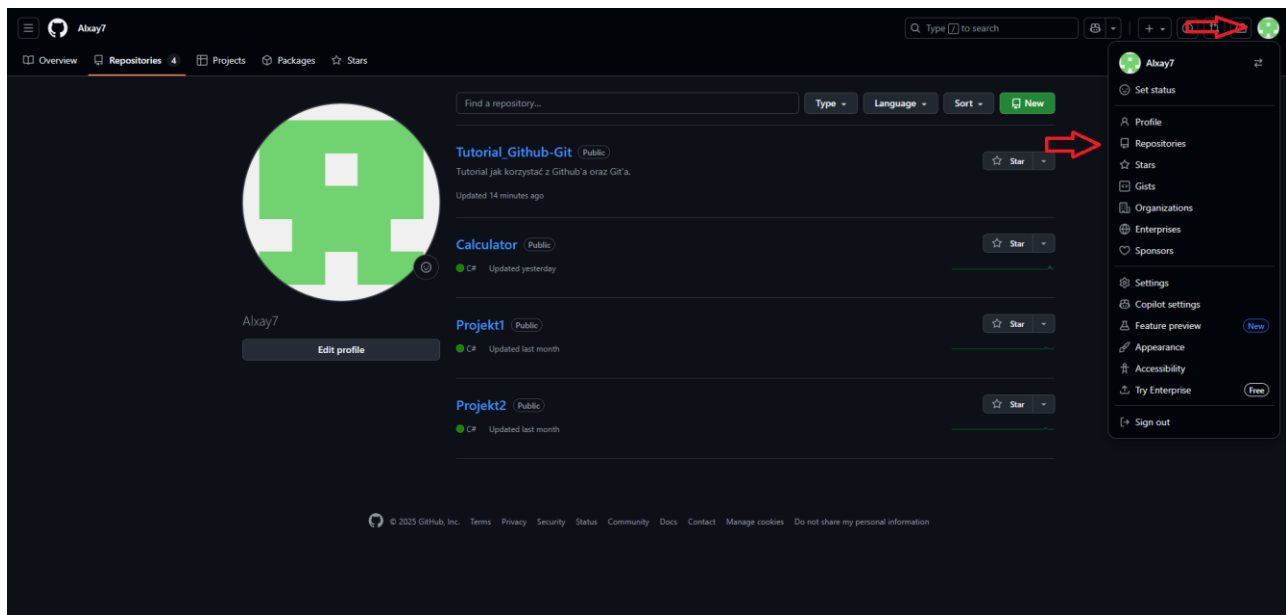 Alxay7
Type / to search
Overview
Repositories 4
Projects
Packages
Stars
Find a repository...
Type
Language
Sort
New
Tutorial_Github-Git Public
Star
Tutorial jak korzystać z Github'a oraz Git'a.
Updated 14 minutes ago
Calculator Public
Star
C# Updated yesterday
Projekt1 Public
Star
C# Updated last month
Projekt2 Public
Star
C# Updated last month
Alxay7
Edit profile
Alxay7
Set status
Profile
Repositories
Stars
Gists
Organizations
Enterprises
Sponsors
Settings
Copilot settings
Feature preview New
Appearance
Accessibility
Try Enterprise Free
Sign out
© 2025 GitHub, Inc. Terms Privacy Security Status Community Docs Contact Manage cookies Do not share my personal information